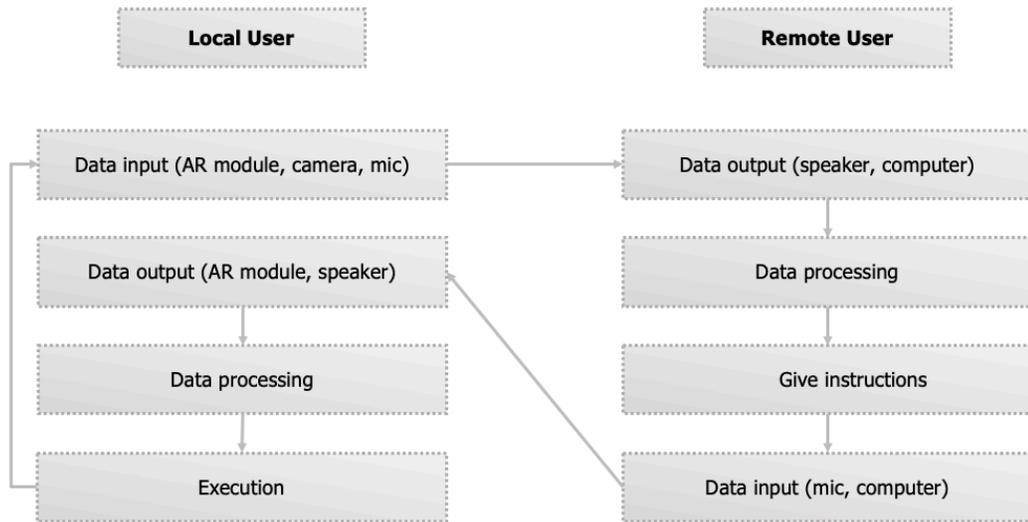 Local User
Remote User
Data input (AR module, camera, mic)
Data output (speaker, computer)
Data output (AR module, speaker)
Data processing
Data processing
Give instructions
Execution
Data input (mic, computer)